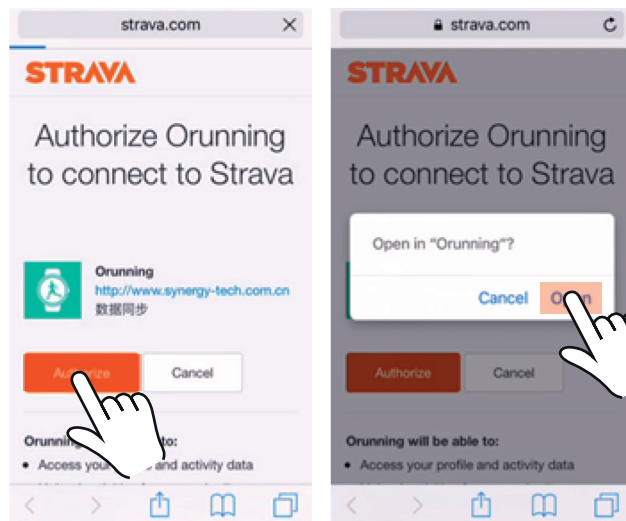 strava.com
STRAVA
Authorize Orunning
to connect to Strava
Orunning
http://www.synergy-tech.com.cn
数据同步
Cancel
and activity data
strava.com
STRAVA
Authorize Orunning
to connect to Strava
Open in "Orunning"?
Cancel
Authorize
Cancel
Orunning will be able to:
Access your profile and activity data